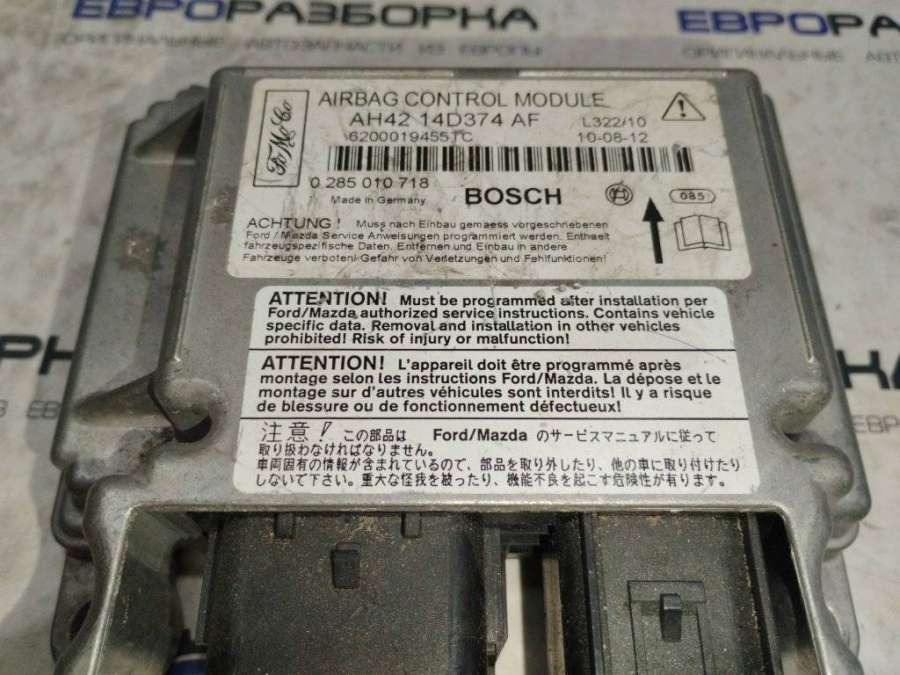 ЕВРОРАЗБОРКА
ЕВРОРАЗ
ОРИГИНАЛЬНЫЕ АВТОЗАПЧАСТИ ИЗ ЕВРОПЫ
ОРИГИНАЛЬНЫЕ АВТ
FoMoCo
AIRBAG CONTROL MODULE
AH42 14D374 AF
L322/10
6200019455TC
10-08-12
0 285 010 718
BOSCH
085
Made in Germany
ACHTUNG ! Muss nach Einbau gemaess vorgeschriebenen
Ford / Mazda Service Anweisungen programmiert werden. Enthaelt
fahrzeugspezifische Daten. Entfernen und Einbau in andere
Fahrzeuge verboten! Gefahr von Verletzungen und Fehlfunktionen!
ATTENTION! Must be programmed after installation per
Ford/Mazda authorized service instructions. Contains vehicle
specific data. Removal and installation in other vehicles
prohibited! Risk of injury or malfunction!
ATTENTION! L'appareil doit être programmé après
montage selon les instructions Ford/Mazda. La dépose et le
montage sur d'autres véhicules sont interdits! Il y a risque
de blessure ou de fonctionnement défectueux!
注意! この部品は Ford/Mazda のサービスマニュアルに従って
取り扱わなければなりません。
車両固有の情報が含まれているので、部品を取り外したり、他の車に取り付けたり
しないで下さい。重大な怪我を被ったり、機能不良を起こす危険性が有ります。